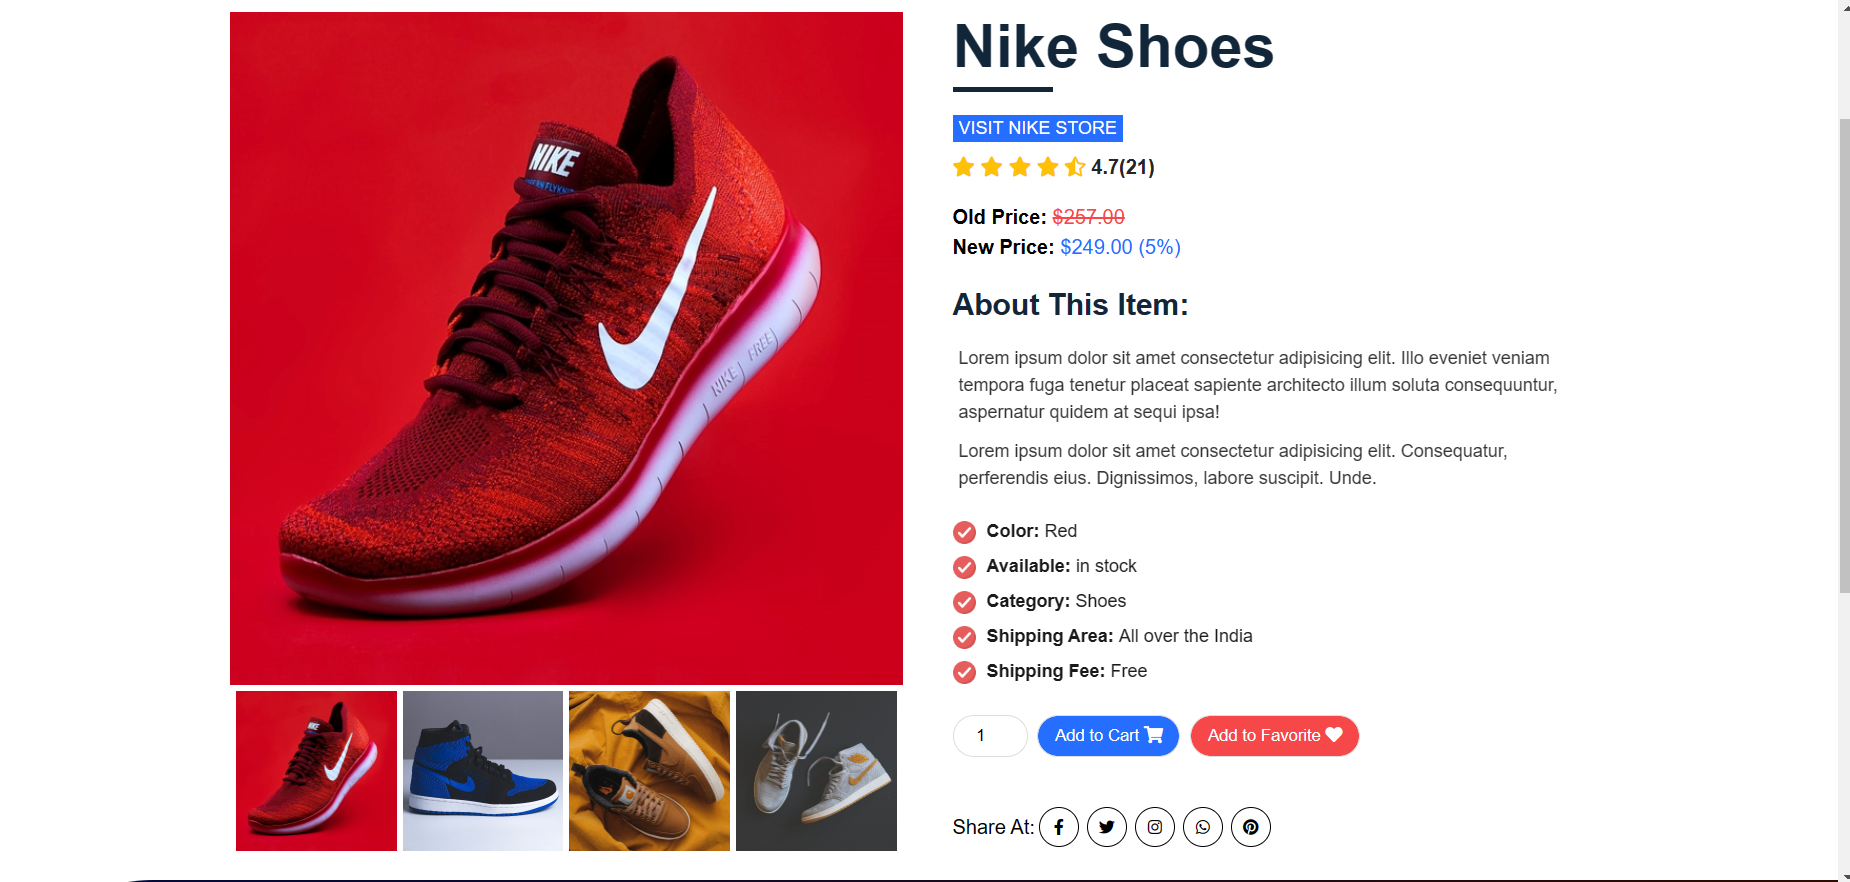 Nike Shoes
VISIT NIKE STORE
4.7(21)
Old Price: $257.00
New Price: $249.00 (5%)
About This Item:
Lorem ipsum dolor sit amet consectetur adipisicing elit. Illo eveniet veniam
tempora fuga tenetur placeat sapiente architecto illum soluta consequuntur,
aspernatur quidem at sequi ipsa!
Lorem ipsum dolor sit amet consectetur adipisicing elit. Consequatur,
perferendis eius. Dignissimos, labore suscipit. Unde.
Color: Red
Available: in stock
Category: Shoes
Shipping Area: All over the India
Shipping Fee: Free
1
Add to Cart
Add to Favorite
Share At:
NIKE
NIKE FREE
NIKE